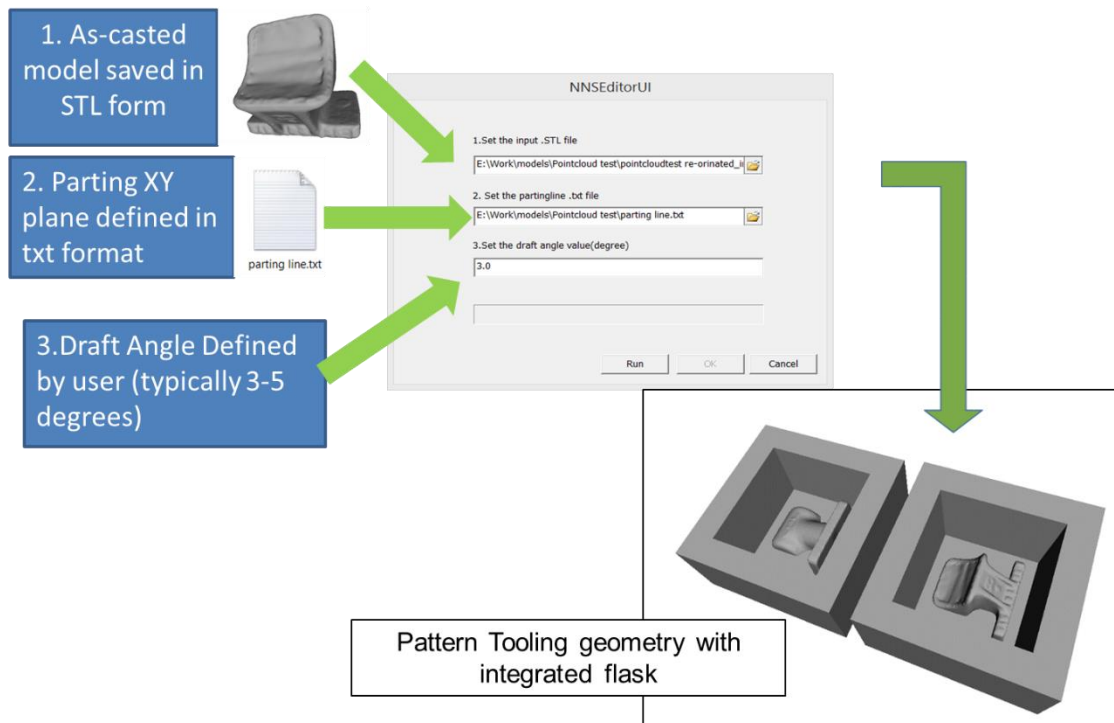 1. As-casted
model saved in
STL form
2. Parting XY
plane defined in
txt format
parting line.txt
3.Draft Angle Defined
by user (typically 3-5
degrees)
NNSEditorUI
1.Set the input .STL file
E:\Work\models\Pointcloud test\pointcloudtest re-orinated_i
2. Set the partingline .txt file
E:\Work\models\Pointcloud test\parting line.txt
3.Set the draft angle value(degree)
3.0
Run OK Cancel
Pattern Tooling geometry with
integrated flask